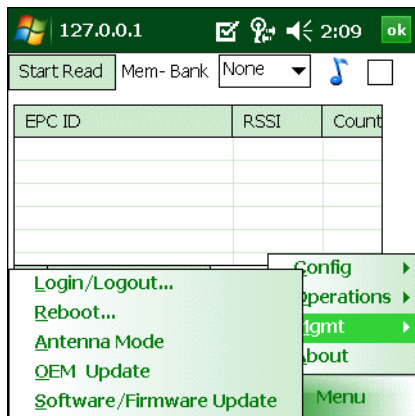 127.0.0.1 2:09 ok
Start Read Mem- Bank None
EPC ID RSSI Count
Config
Operations
Mgmt
About
Login/Logout...
Reboot...
Antenna Mode
OEM Update
Software/Firmware Update
Menu